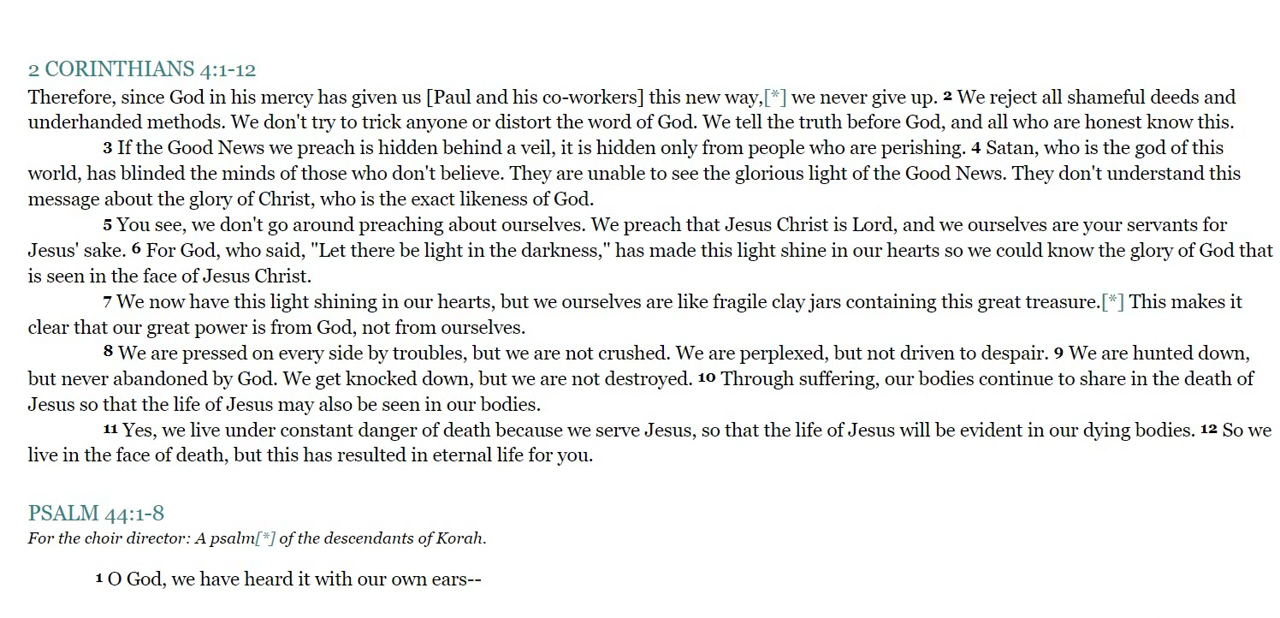 2 CORINTHIANS 4:1-12
Therefore, since God in his mercy has given us [Paul and his co-workers] this new way,[*] we never give up. 2 We reject all shameful deeds and
underhanded methods. We don't try to trick anyone or distort the word of God. We tell the truth before God, and all who are honest know this.
3 If the Good News we preach is hidden behind a veil, it is hidden only from people who are perishing. 4 Satan, who is the god of this
world, has blinded the minds of those who don't believe. They are unable to see the glorious light of the Good News. They don't understand this
message about the glory of Christ, who is the exact likeness of God.
5 You see, we don't go around preaching about ourselves. We preach that Jesus Christ is Lord, and we ourselves are your servants for
Jesus' sake. 6 For God, who said, "Let there be light in the darkness," has made this light shine in our hearts so we could know the glory of God that
is seen in the face of Jesus Christ.
7 We now have this light shining in our hearts, but we ourselves are like fragile clay jars containing this great treasure.[*] This makes it
clear that our great power is from God, not from ourselves.
8 We are pressed on every side by troubles, but we are not crushed. We are perplexed, but not driven to despair. 9 We are hunted down,
but never abandoned by God. We get knocked down, but we are not destroyed. 10 Through suffering, our bodies continue to share in the death of
Jesus so that the life of Jesus may also be seen in our bodies.
11 Yes, we live under constant danger of death because we serve Jesus, so that the life of Jesus will be evident in our dying bodies. 12 So we
live in the face of death, but this has resulted in eternal life for you.
PSALM 44:1-8
For the choir director: A psalm[*] of the descendants of Korah.
1 O God, we have heard it with our own ears--